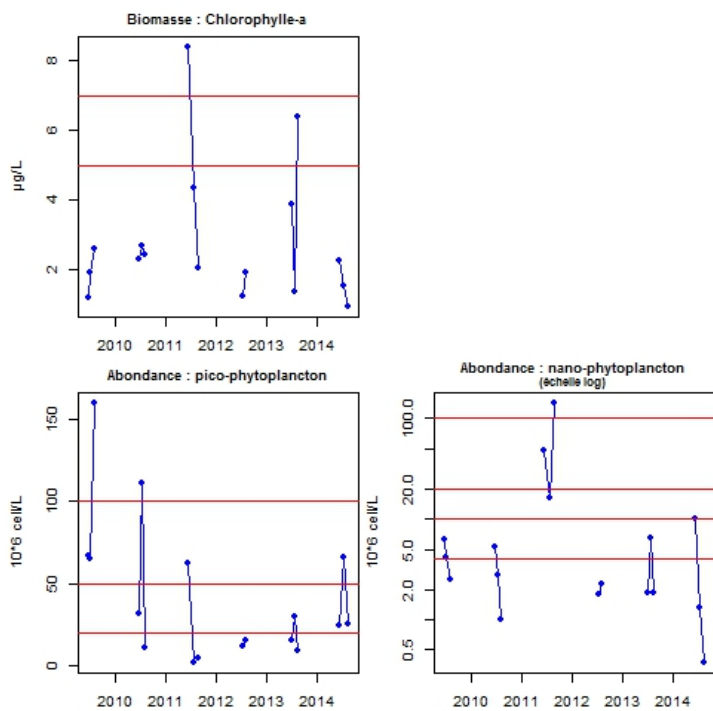 Biomasse : Chlorophylle-a
8
6
4
2
µg/L
2010 2011 2012 2013 2014
Abondance : pico-phytoplancton
150
100
50
0
10*6 cell/L
2010 2011 2012 2013 2014
Abondance : nano-phytoplancton
(échelle log)
100.0
20.0
5.0
2.0
0.5
10*6 cell/L
2010 2011 2012 2013 2014